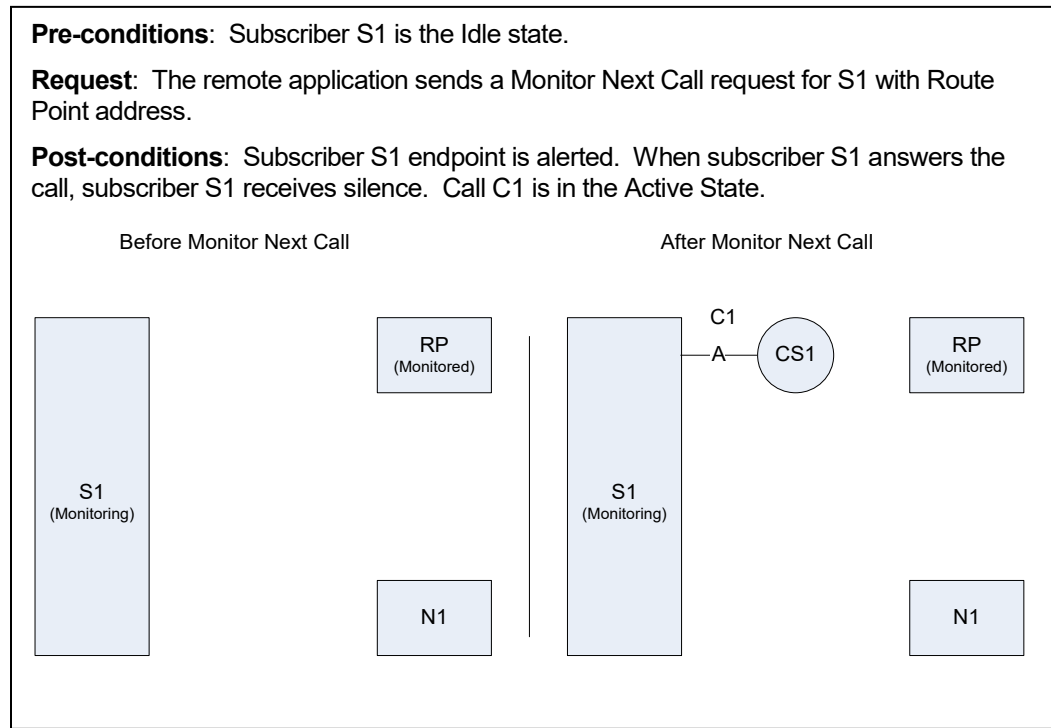 Pre-conditions:  Subscriber S1 is the Idle state.
Request:  The remote application sends a Monitor Next Call request for S1 with Route
Point address.
Post-conditions:  Subscriber S1 endpoint is alerted.  When subscriber S1 answers the
call, subscriber S1 receives silence.  Call C1 is in the Active State.
Before Monitor Next Call
After Monitor Next Call
RP
(Monitored)
S1
(Monitoring)
N1
C1
A
CS1
RP
(Monitored)
S1
(Monitoring)
N1